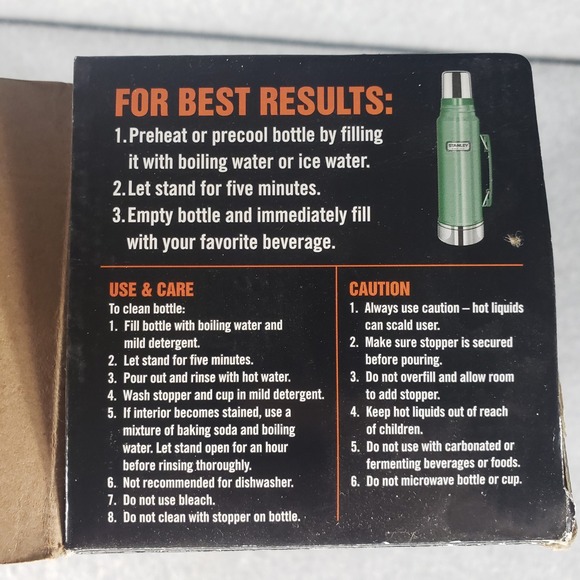 FOR BEST RESULTS:
1. Preheat or precool bottle by filling
it with boiling water or ice water.
2. Let stand for five minutes.
3. Empty bottle and immediately fill
with your favorite beverage.
STANLEY
USE & CARE
To clean bottle:
1. Fill bottle with boiling water and
mild detergent.
2. Let stand for five minutes.
3. Pour out and rinse with hot water.
4. Wash stopper and cup in mild detergent.
5. If interior becomes stained, use a
mixture of baking soda and boiling
water. Let stand open for an hour
before rinsing thoroughly.
6. Not recommended for dishwasher.
7. Do not use bleach.
8. Do not clean with stopper on bottle.
CAUTION
1. Always use caution – hot liquids
can scald user.
2. Make sure stopper is secured
before pouring.
3. Do not overfill and allow room
to add stopper.
4. Keep hot liquids out of reach
of children.
5. Do not use with carbonated or
fermenting beverages or foods.
6. Do not microwave bottle or cup.